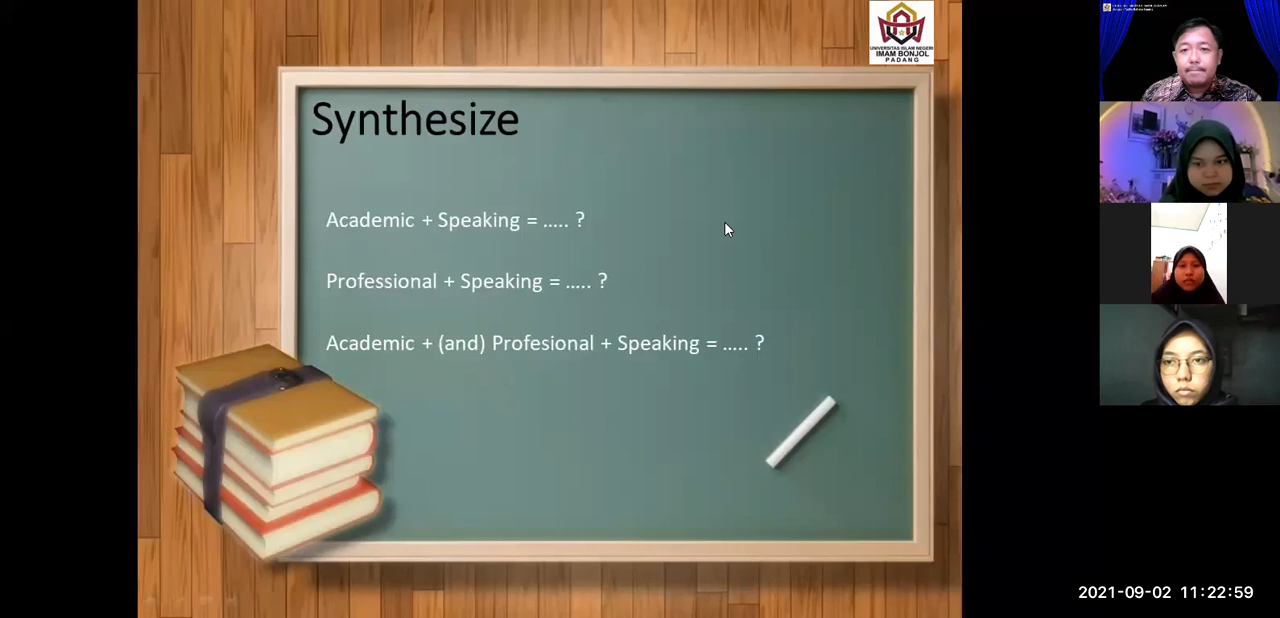 UNIVERSITAS ISLAM NEGERI
IMAM BONJOL
PADANG
Synthesize
Academic + Speaking = ..... ?
Professional + Speaking = ..... ?
Academic + (and) Profesional + Speaking = ..... ?
2021-09-02 11:22:59